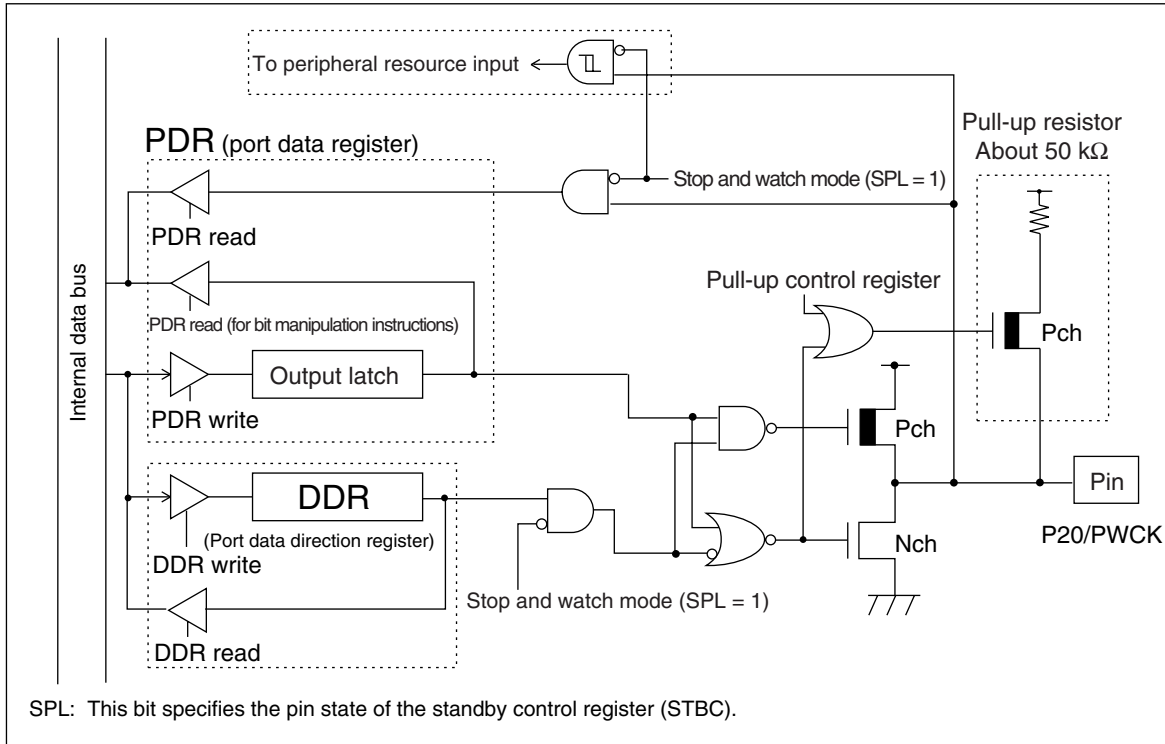 To peripheral resource input
PDR (port data register)
Pull-up resistor
About 50 kΩ
Stop and watch mode (SPL = 1)
PDR read
Internal data bus
Pull-up control register
PDR read (for bit manipulation instructions)
Pch
Output latch
PDR write
Pch
DDR
Pin
(Port data direction register)
P20/PWCK
DDR write
Nch
Stop and watch mode (SPL = 1)
DDR read
SPL: This bit specifies the pin state of the standby control register (STBC).